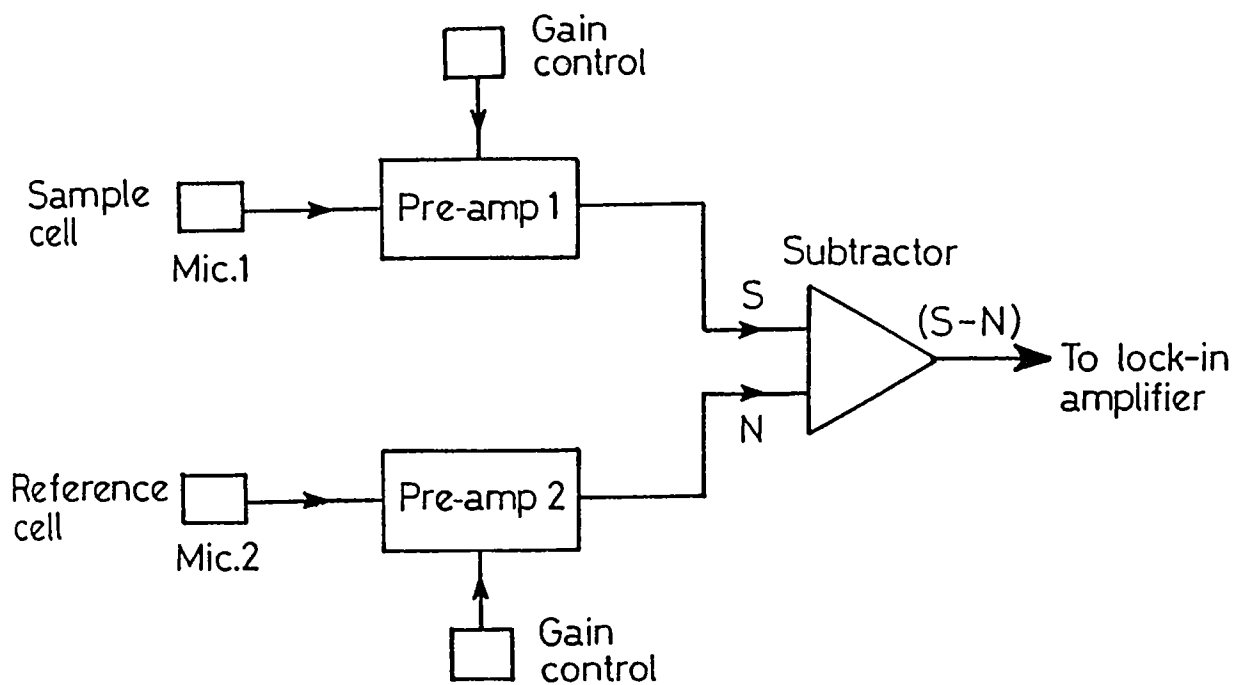 Gain
control
Sample
cell
Mic.1
Pre-amp 1
Subtractor
S
(S-N)
To lock-in
amplifier
N
Reference
cell
Mic.2
Pre-amp 2
Gain
control